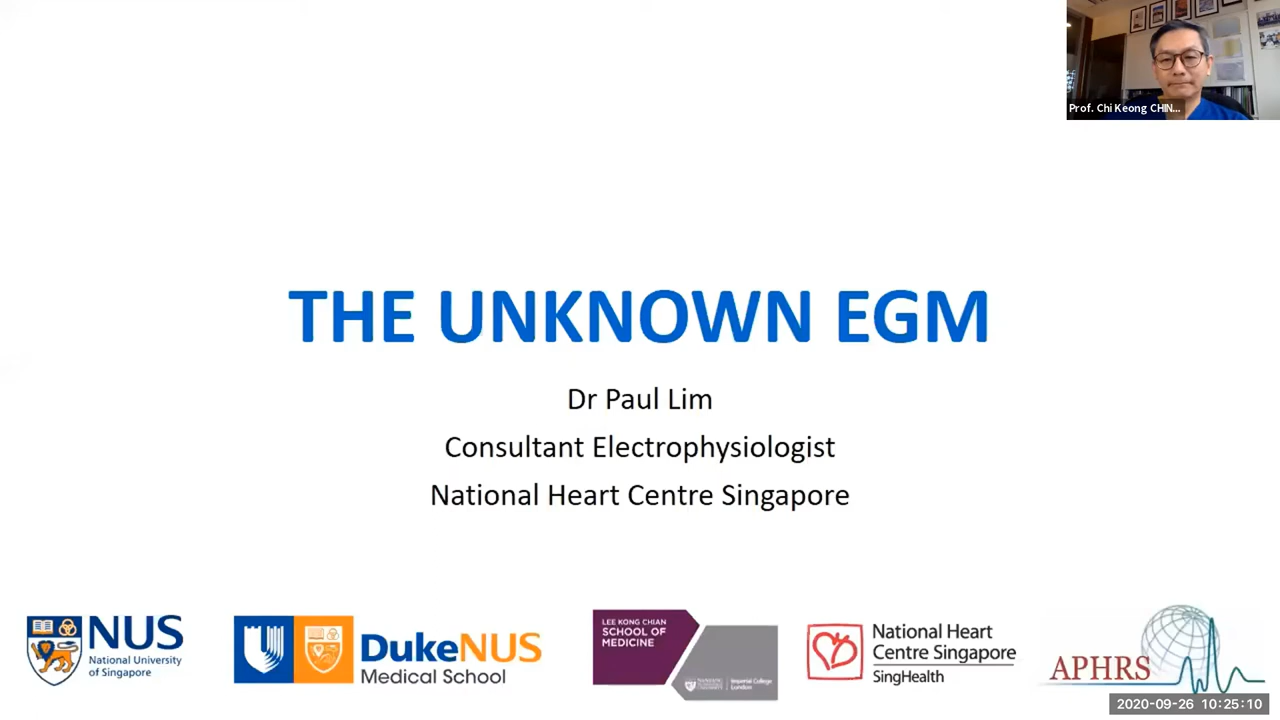 Prof. Chi Keong CHIN...
THE UNKNOWN EGM
Dr Paul Lim
Consultant Electrophysiologist
National Heart Centre Singapore
NUS
National University
of Singapore
DukeNUS
Medical School
LEE KONG CHIAN
SCHOOL OF
MEDICINE
Imperial College
London
National Heart
Centre Singapore
SingHealth
APHRS
2020-09-26 10:25:10